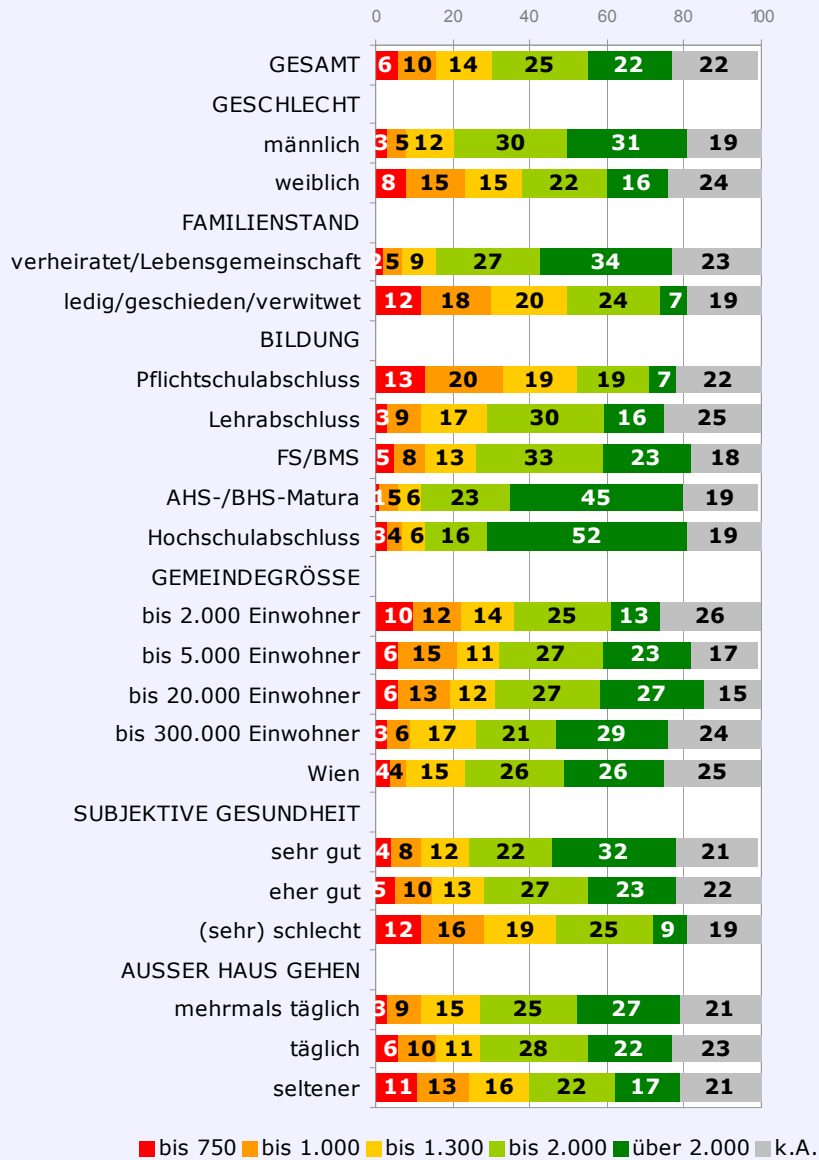 0 20 40 60 80 100
GESAMT 6 10 14 25 22 22
GESCHLECHT
männlich 3 5 12 30 31 19
weiblich 8 15 15 22 16 24
FAMILIENSTAND
verheiratet/Lebensgemeinschaft 2 5 9 27 34 23
ledig/geschieden/verwitwet 12 18 20 24 7 19
BILDUNG
Pflichtschulabschluss 13 20 19 19 7 22
Lehrabschluss 3 9 17 30 16 25
FS/BMS 5 8 13 33 23 18
AHS-/BHS-Matura 1 5 6 23 45 19
Hochschulabschluss 3 4 6 16 52 19
GEMEINDEGRÖSSE
bis 2.000 Einwohner 10 12 14 25 13 26
bis 5.000 Einwohner 6 15 11 27 23 17
bis 20.000 Einwohner 6 13 12 27 27 15
bis 300.000 Einwohner 3 6 17 21 29 24
Wien 4 4 15 26 26 25
SUBJEKTIVE GESUNDHEIT
sehr gut 4 8 12 22 32 21
eher gut 5 10 13 27 23 22
(sehr) schlecht 12 16 19 25 9 19
AUSSER HAUS GEHEN
mehrmals täglich 3 9 15 25 27 21
täglich 6 10 11 28 22 23
seltener 11 13 16 22 17 21
bis 750 bis 1.000 bis 1.300 bis 2.000 über 2.000 k.A.